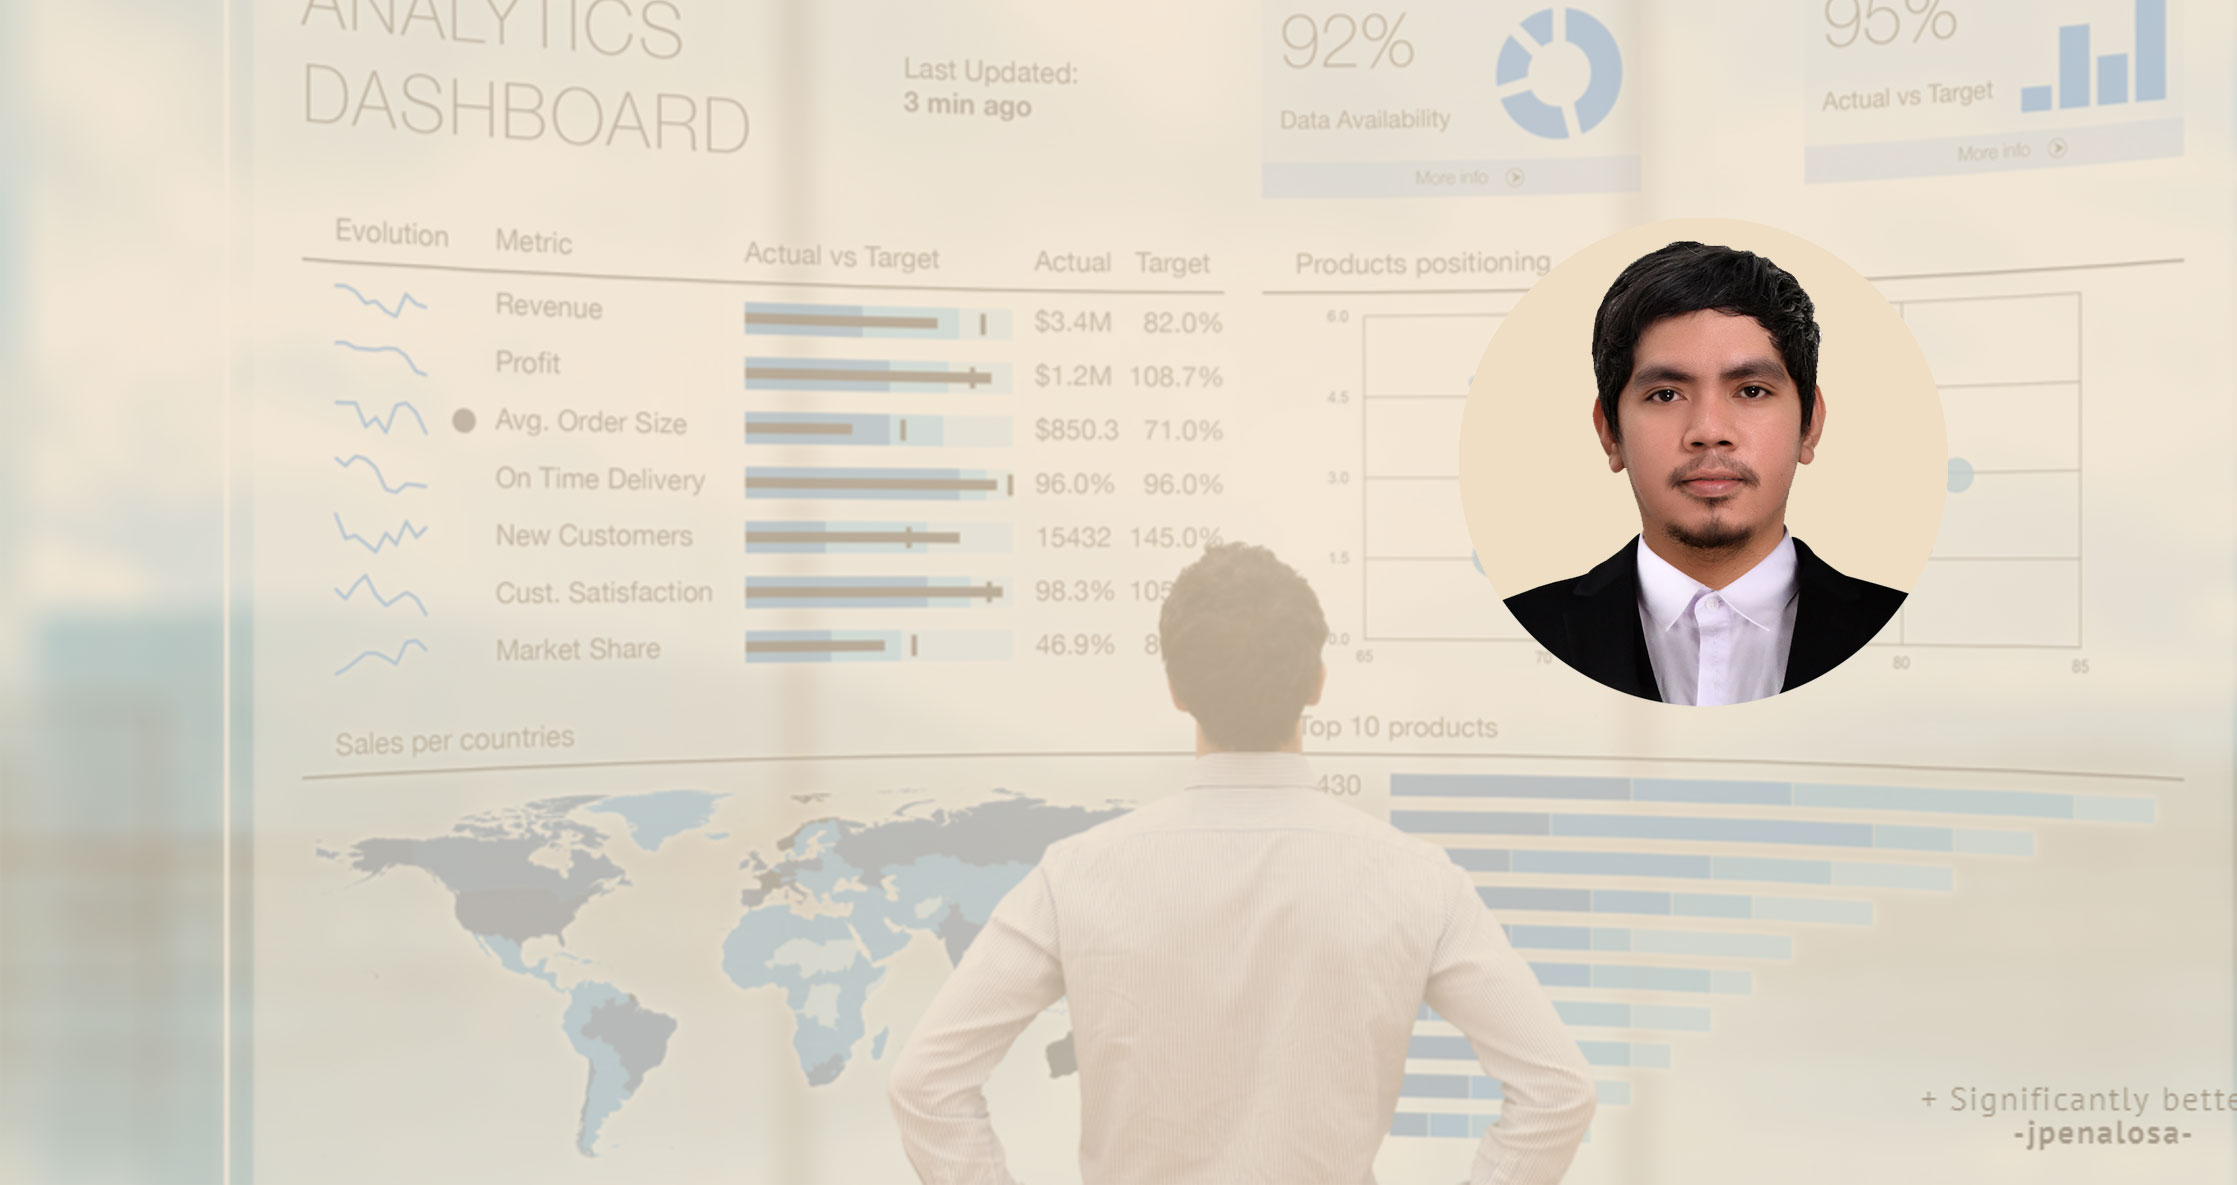 ANALYTICS
DASHBOARD
Last Updated:
3 min ago
92%
Data Availability
More info
95%
Actual vs Target
More info
Evolution Metric Actual vs Target Actual Target
Revenue $3.4M 82.0%
Profit $1.2M 108.7%
Avg. Order Size $850.3 71.0%
On Time Delivery 96.0% 96.0%
New Customers 15432 145.0%
Cust. Satisfaction 98.3% 105
Market Share 46.9% 8
Products positioning
6.0
4.5
3.0
1.5
0.0
65 70 80 85
Sales per countries
Top 10 products
430
+ Significantly bette
-jpenalosa-